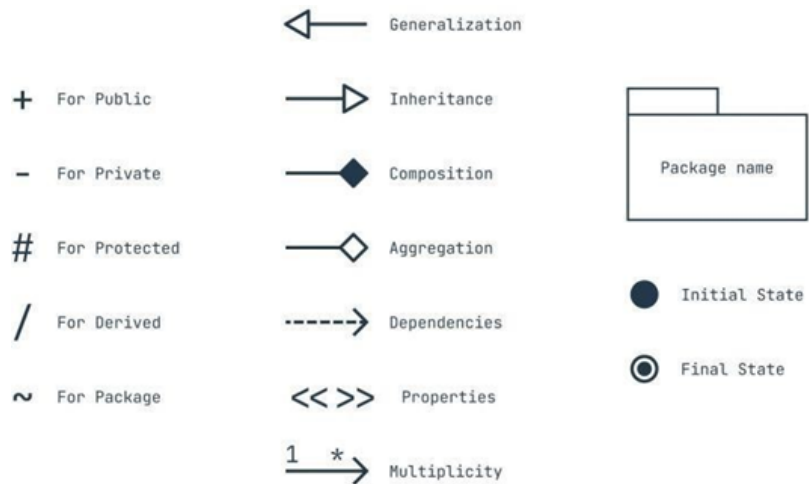 Generalization
+ For Public
Inheritance
- For Private
Composition
Package name
# For Protected
Aggregation
Initial State
/ For Derived
Dependencies
Final State
~ For Package
<< >> Properties
1 *
Multiplicity